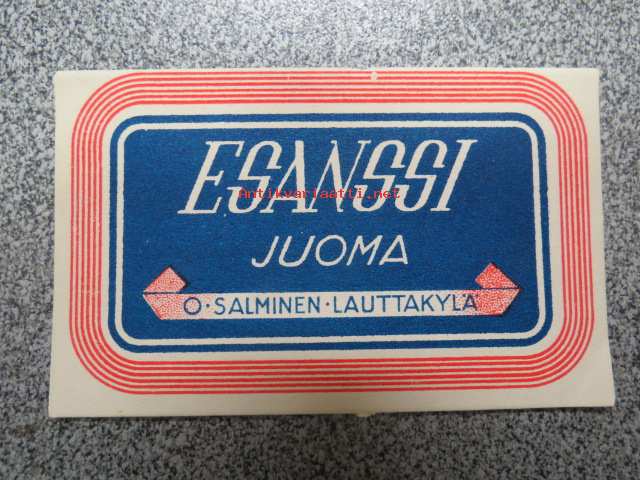 ESANSSI
Antikvariaatti.net
JUOMA
O·SALMINEN·LAUTTAKYLÄ